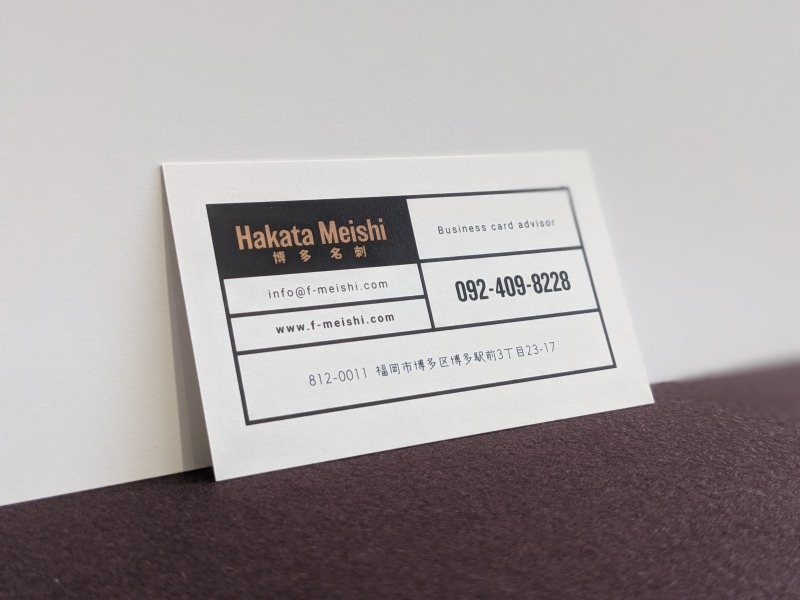 Hakata Meishi
博多名刺
Business card advisor
info@f-meishi.com
092-409-8228
www.f-meishi.com
812-0011 福岡市博多区博多駅前3丁目23-17